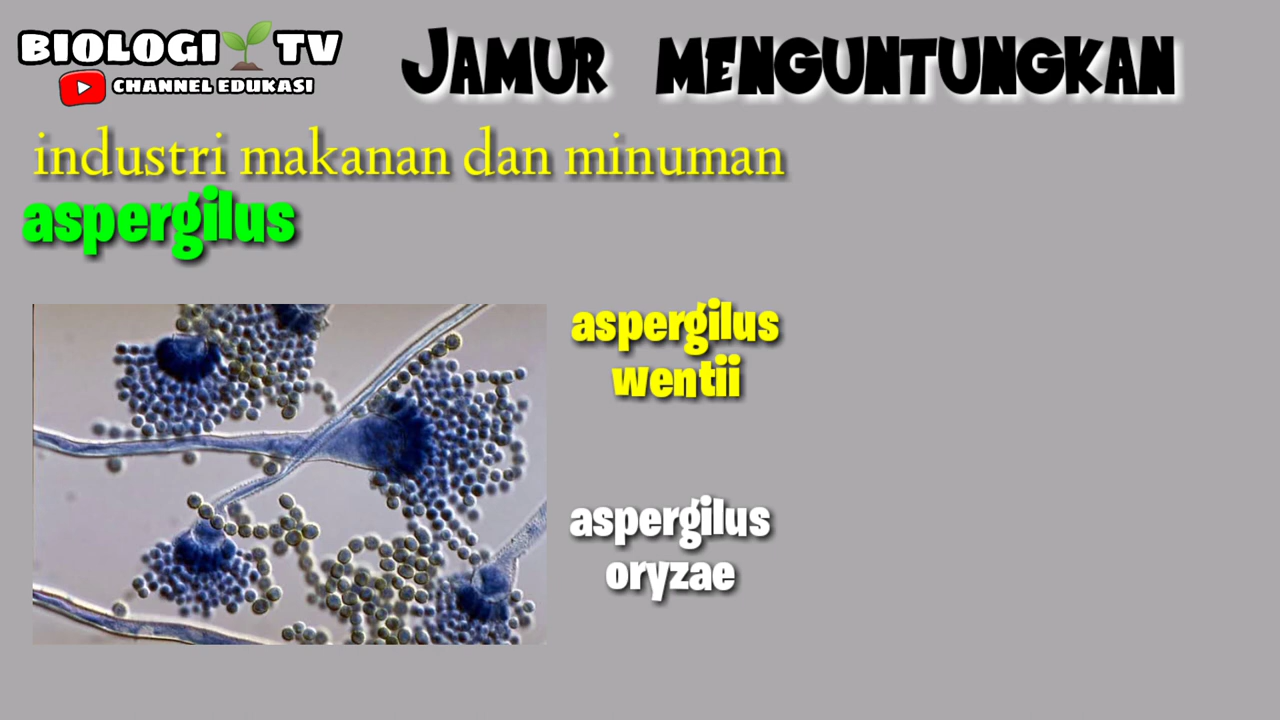 BIOLOGI TV
CHANNEL EDUKASI
JAMUR MENGUNTUNGKAN
industri makanan dan minuman
aspergilus
aspergilus
wentii
aspergilus
oryzae